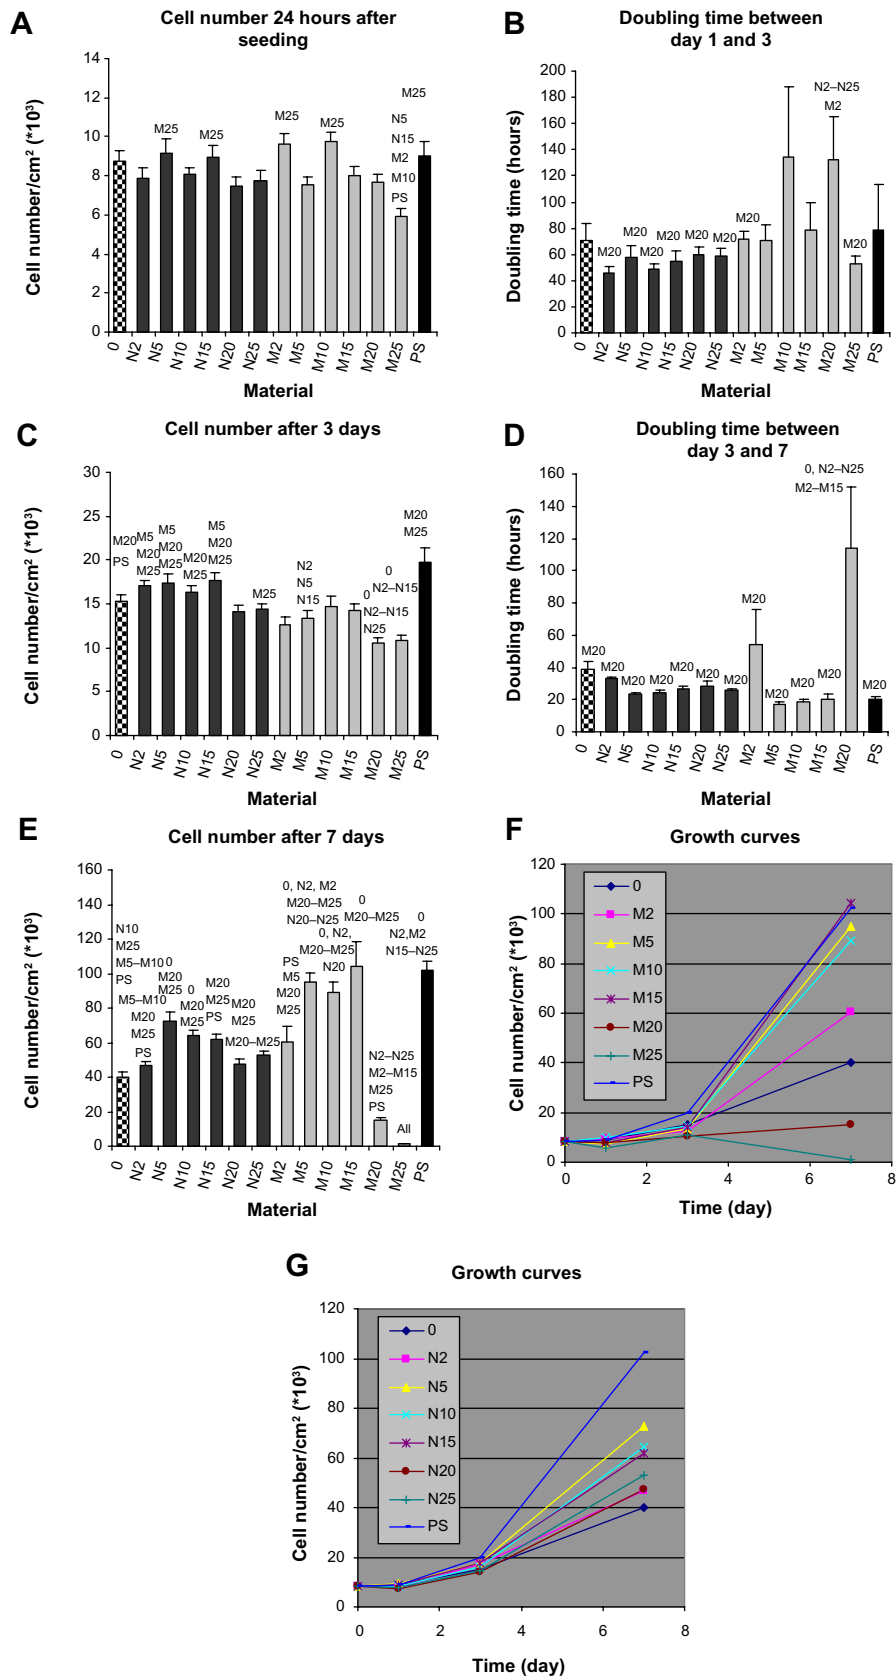 A
Cell number 24 hours after
seeding
Cell number/cm² (*10³)
14
12
10
8
6
4
2
0
M25
M25
M25
M25
M25
N5
N15
M2
M10
PS
0
N2
N5
N10
N15
N20
N25
M2
M5
M10
M15
M20
M25
PS
Material
B
Doubling time between
day 1 and 3
Doubling time (hours)
200
180
160
140
120
100
80
60
40
20
0
M20
M20
M20
M20
M20
M20
M20
N2–N25
M2
M20
0
N2
N5
N10
N15
N20
N25
M2
M5
M10
M15
M20
M25
PS
Material
C
Cell number after 3 days
Cell number/cm² (*10³)
30
25
20
15
10
5
0
M20
PS
M5
M20
M25
M5
M20
M25
M20
M25
M5
M20
M25
M25
N2
N5
N15
0
N2–N15
N25
0
N2–N15
M20
M25
0
N2
N5
N10
N15
N20
N25
M2
M5
M10
M15
M20
M25
PS
Material
D
Doubling time between
day 3 and 7
Doubling time (hours)
160
140
120
100
80
60
40
20
0
M20
M20
M20
M20
M20
M20
M20
M20
M20
M20
M20
0, N2–N25
M2–M15
M20
0
N2
N5
N10
N15
N20
N25
M2
M5
M10
M15
M20
PS
Material
E
Cell number after 7 days
Cell number/cm² (*10³)
160
140
120
100
80
60
40
20
0
N10
M25
M5–M10
PS
M5–M10
M20
M25
PS
0
M20
M25
0
M20
M25
M20
M25
PS
M20
M25
M20–M25
PS
M5
M20
M25
0, N2, M2
M20–M25
N20–N25
0, N2,
M20–M25
N20
0
M20–M25
N2–N25
M2–M15
M25
PS
All
0
N2,M2
N15–N25
0
N2
N5
N10
N15
N20
N25
M2
M5
M10
M15
M20
M25
PS
Material
F
Growth curves
Cell number/cm² (*10³)
120
100
80
60
40
20
0
0
M2
M5
M10
M15
M20
M25
PS
0
2
4
6
8
Time (day)
G
Growth curves
Cell number/cm² (*10³)
120
100
80
60
40
20
0
0
N2
N5
N10
N15
N20
N25
PS
0
2
4
6
8
Time (day)